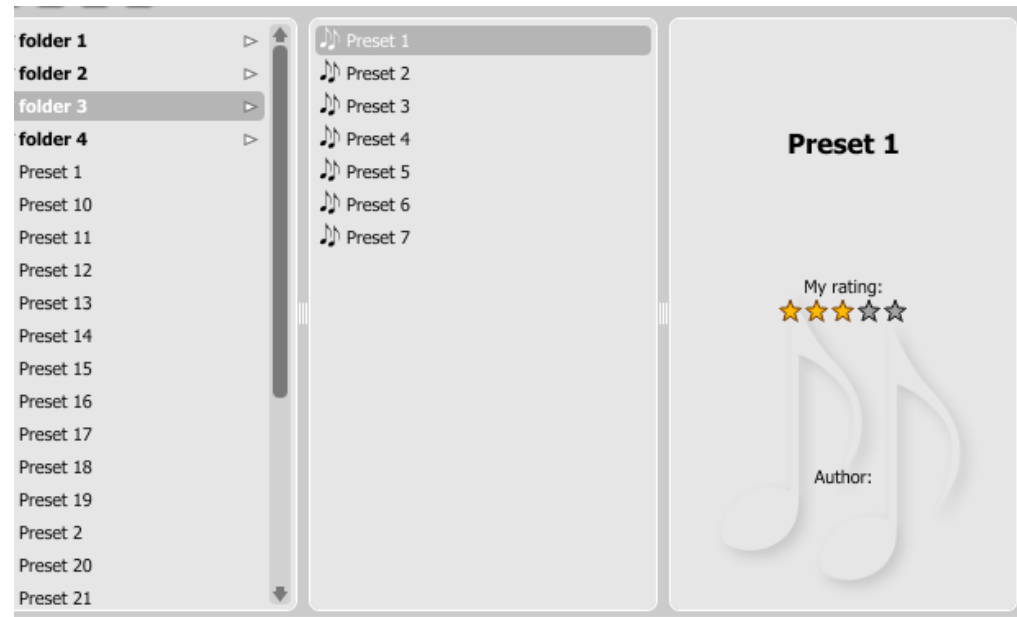 folder 1
folder 2
folder 3
folder 4
Preset 1
Preset 10
Preset 11
Preset 12
Preset 13
Preset 14
Preset 15
Preset 16
Preset 17
Preset 18
Preset 19
Preset 2
Preset 20
Preset 21
Preset 1
Preset 2
Preset 3
Preset 4
Preset 5
Preset 6
Preset 7
Preset 1
My rating:
Author: